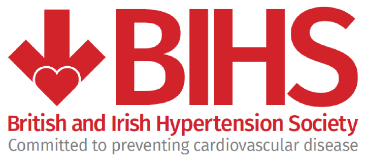 BIHS
British and Irish Hypertension Society
Committed to preventing cardiovascular disease